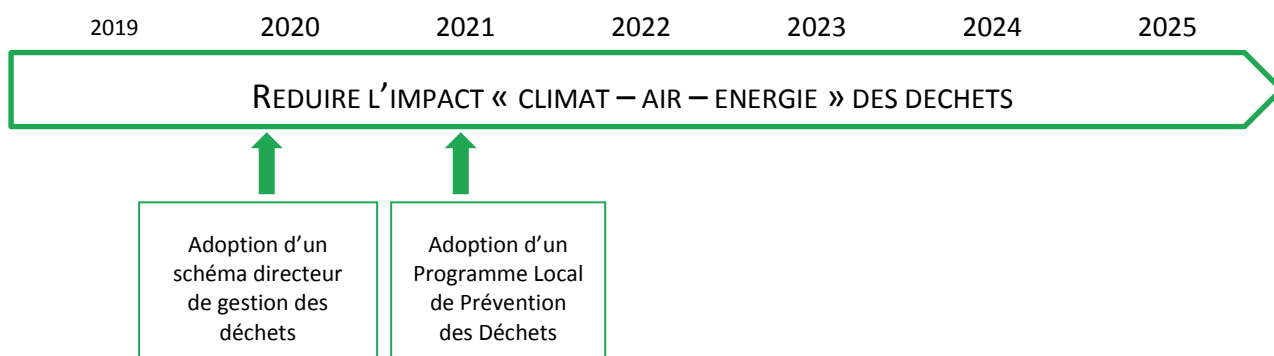 2019 2020 2021 2022 2023 2024 2025
REDUIRE L’IMPACT « CLIMAT – AIR – ENERGIE » DES DECHETS
Adoption d’un
schéma directeur
de gestion des
déchets
Adoption d’un
Programme Local
de Prévention
des Déchets